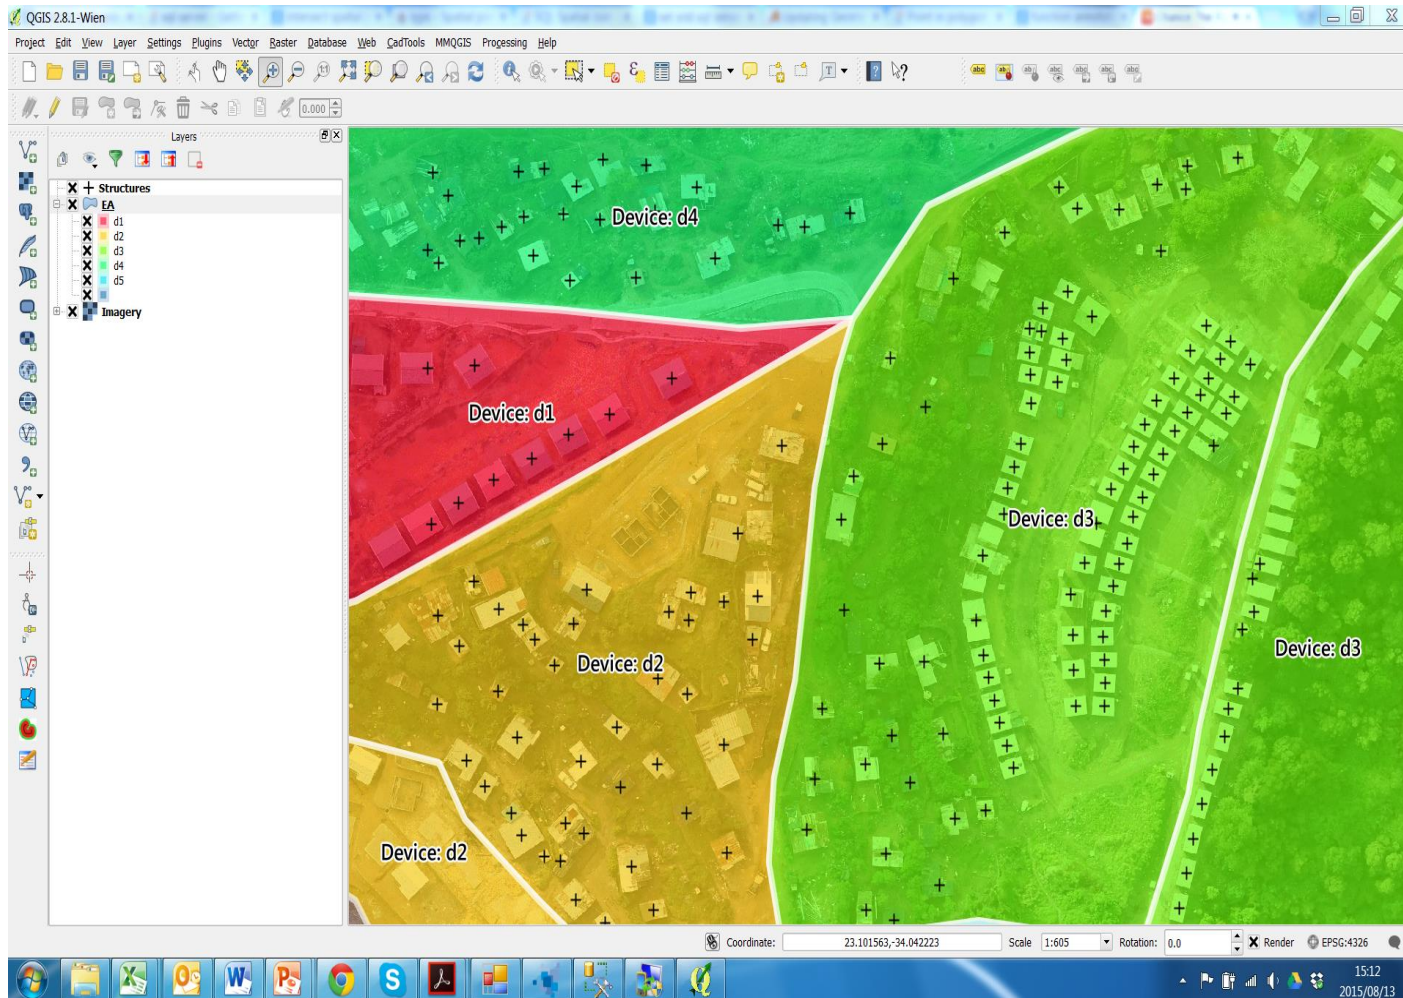 QGIS 2.8.1-Wien
Project Edit View Layer Settings Plugins Vector Raster Database Web CadTools MMQGIS Processing Help
0.000
Layers
Structures
EA
d1
d2
d3
d4
d5
Imagery
Device: d4
Device: d1
Device: d3
Device: d2
Device: d3
Device: d2
Coordinate: 23.101563,-34.042223 Scale 1:605 Rotation: 0.0 Render EPSG:4326
15:12
2015/08/13